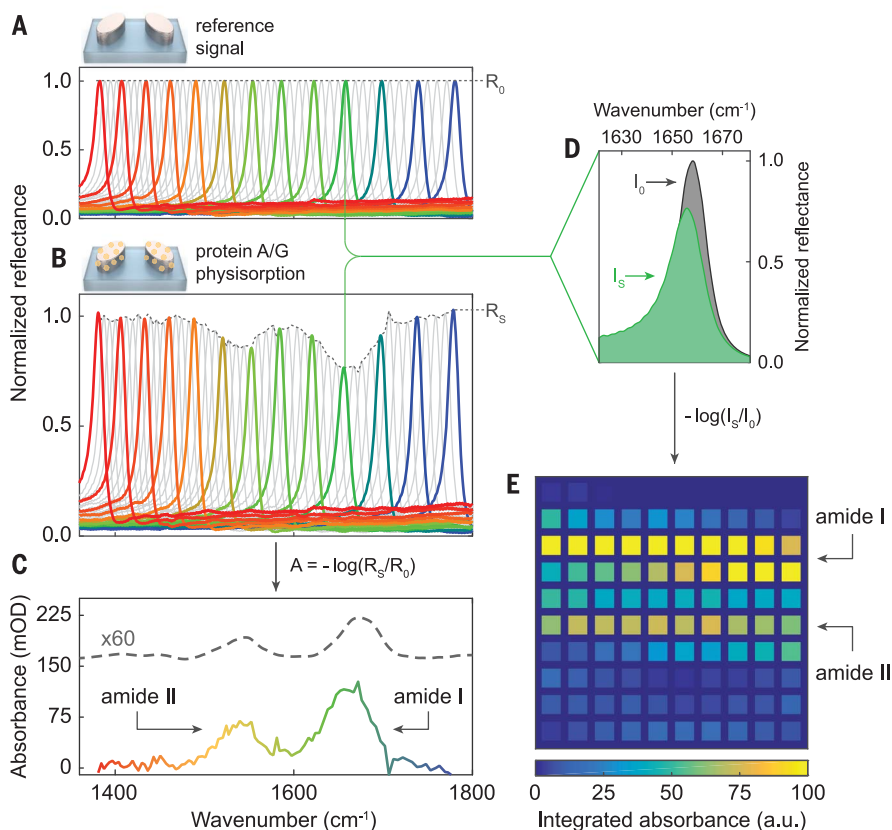 A
reference
signal
1.0
0.5
0.0
R0
Normalized reflectance
B
protein A/G
physisorption
1.0
0.5
0.0
RS
A = -log(RS/R0)
C
Absorbance (mOD)
225
150
75
0
x60
amide II
amide I
1400
1600
1800
Wavenumber (cm-1)
Wavenumber (cm-1)
1630
1650
1670
D
I0
IS
1.0
0.5
0.0
Normalized reflectance
-log(IS/I0)
E
amide I
amide II
0
25
50
75
100
Integrated absorbance (a.u.)